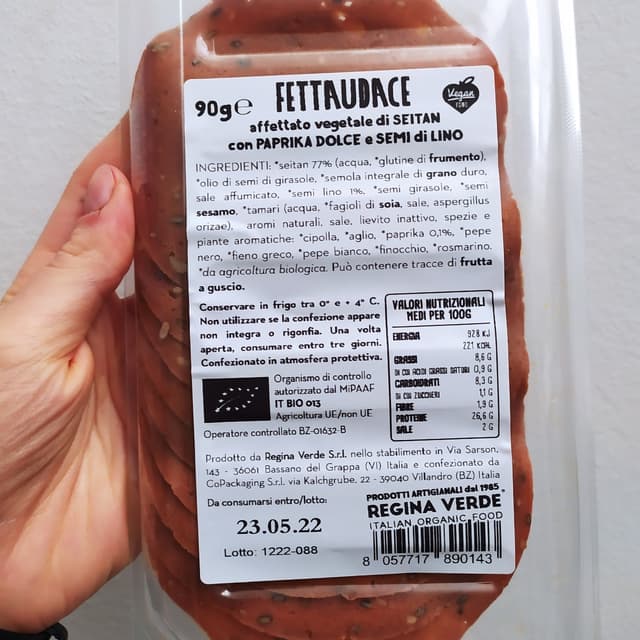 90g e FETTAUDACE
Vegan
affettato vegetale di SEITAN
con PAPRIKA DOLCE e SEMI di LINO
INGREDIENTI: *seitan 77% (acqua, *glutine di frumento),
*olio di semi di girasole, *semola integrale di grano duro,
sale affumicato, *semi lino 1%, *semi girasole, *semi
sesamo, *tamari (acqua, *fagioli di soia, sale, aspergillus
orizae), aromi naturali, sale, lievito inattivo, spezie e
piante aromatiche: *cipolla, *aglio, *paprika 0,1%, *pepe
nero, *fieno greco, *pepe bianco, *finocchio, *rosmarino.
*da agricoltura biologica. Può contenere tracce di frutta
a guscio.
Conservare in frigo tra 0° e + 4° C.
Non utilizzare se la confezione appare
non integra o rigonfia. Una volta
aperta, consumare entro tre giorni.
Confezionato in atmosfera protettiva.
VALORI NUTRIZIONALI
MEDI PER 100G
ENERGIA 928 KJ
221 KCAL
GRASSI 8,6 G
DI CUI ACIDI GRASSI SATURI 0,9 G
CARBOIDRATI 8,3 G
DI CUI ZUCCHERI 1,1 G
FIBRE 1,9 G
PROTEINE 26,6 G
SALE 2 G
Organismo di controllo
autorizzato dal MiPAAF
IT BIO 013
Agricoltura UE/non UE
Operatore controllato BZ-01632-B
Prodotto da Regina Verde S.r.l. nello stabilimento in Via Sarson,
143 - 36061 Bassano del Grappa (VI) Italia e confezionato da
CoPackaging S.r.l. via Kalchgrube, 22 - 39040 Villandro (BZ) Italia
Da consumarsi entro/lotto:
23.05.22
Lotto: 1222-088
PRODOTTI ARTIGIANALI dal 1985
REGINA VERDE
ITALIAN ORGANIC FOOD
8 057717 890143